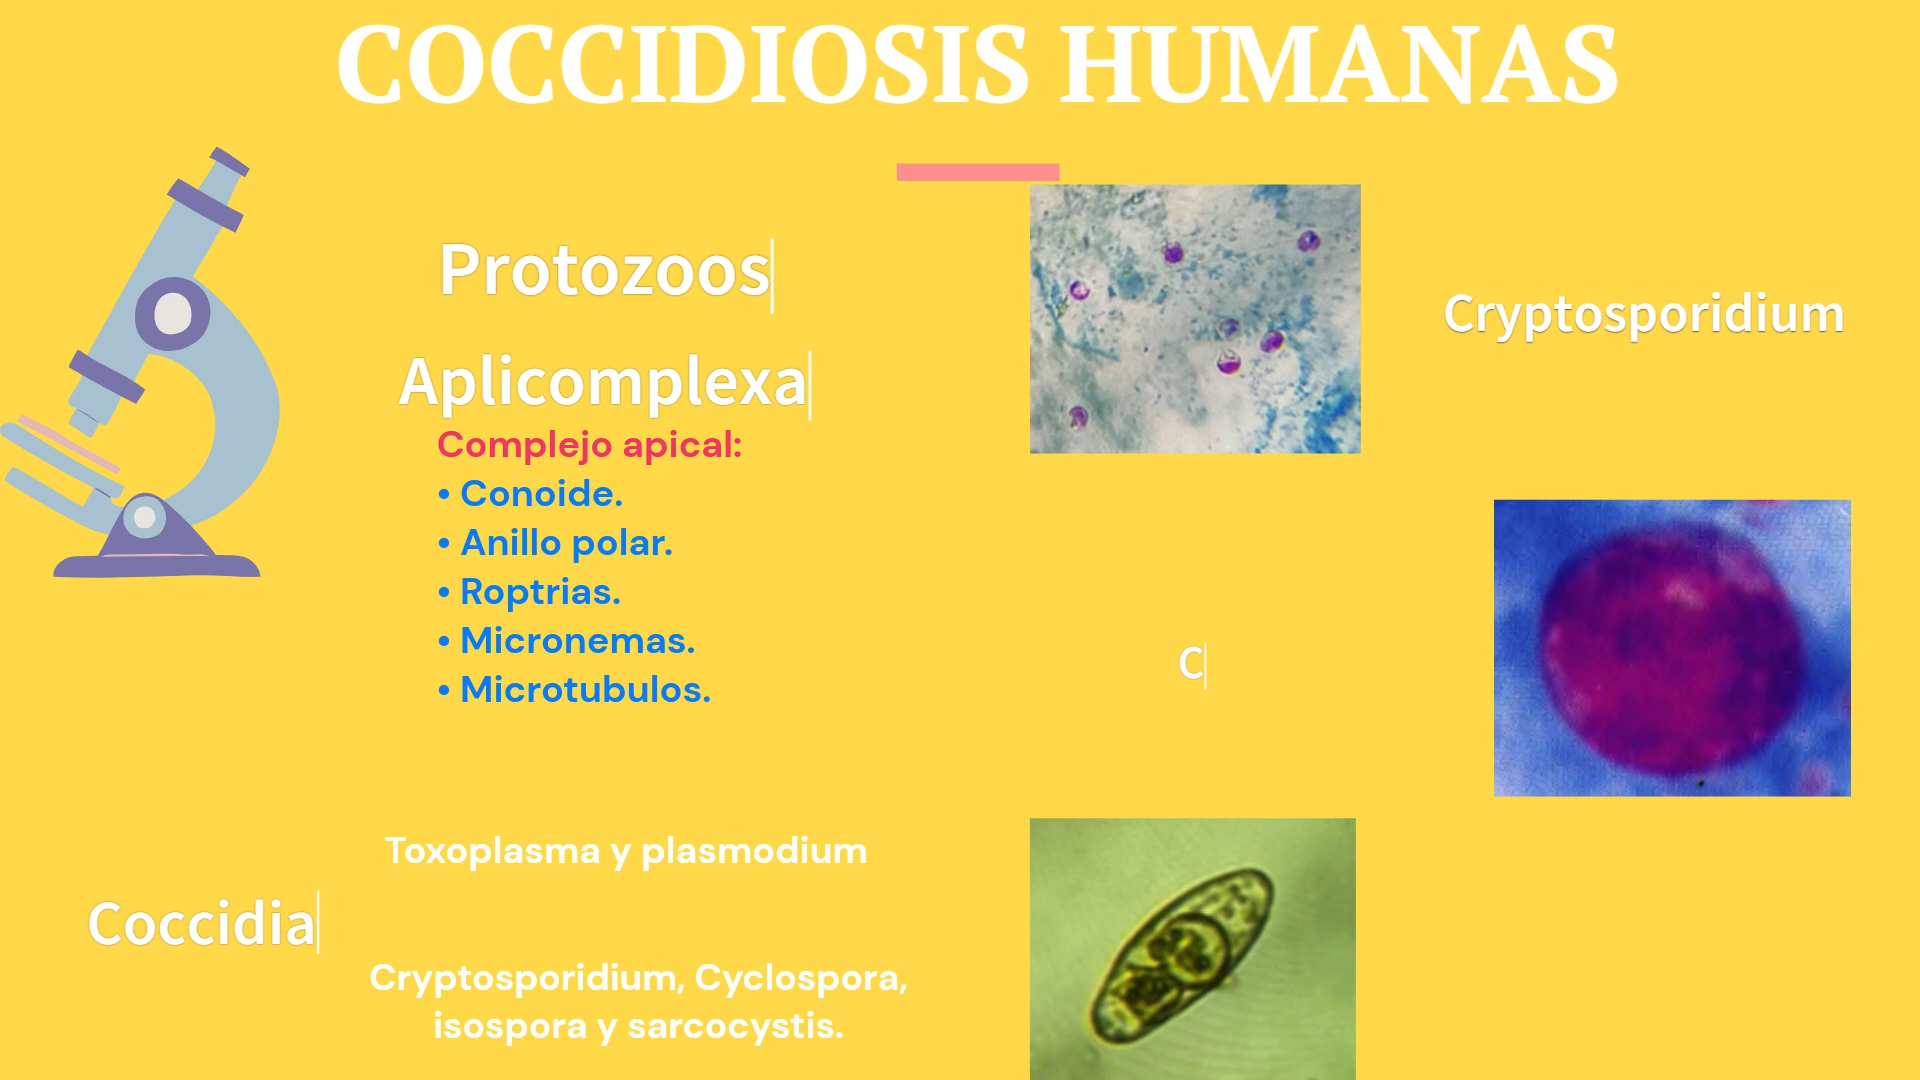 COCCIDIOSIS HUMANAS
Protozoos
Aplicomplexa
Complejo apical:
• Conoide.
• Anillo polar.
• Roptrias.
• Micronemas.
• Microtubulos.
Cryptosporidium
C
Toxoplasma y plasmodium
Coccidia
Cryptosporidium, Cyclospora,
isospora y sarcocystis.